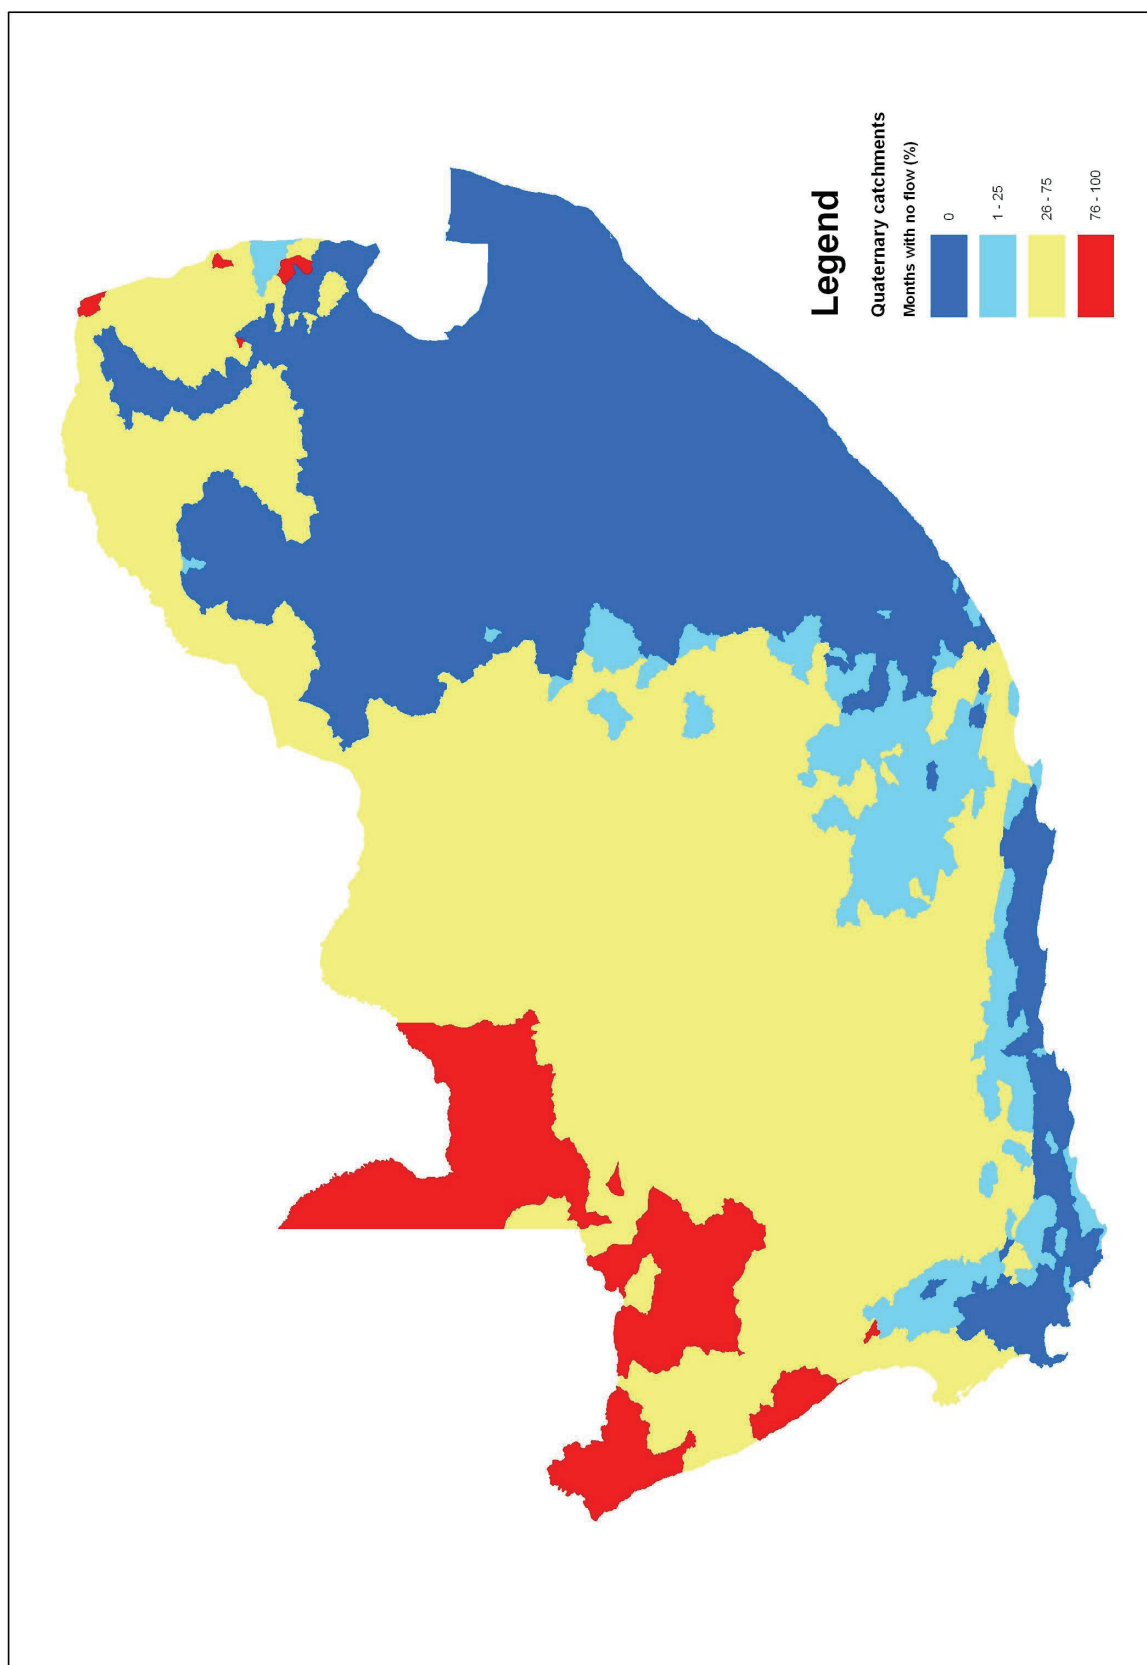 Legend
Quaternary catchments
Months with no flow (%)
0
1 - 25
26 - 75
76 - 100